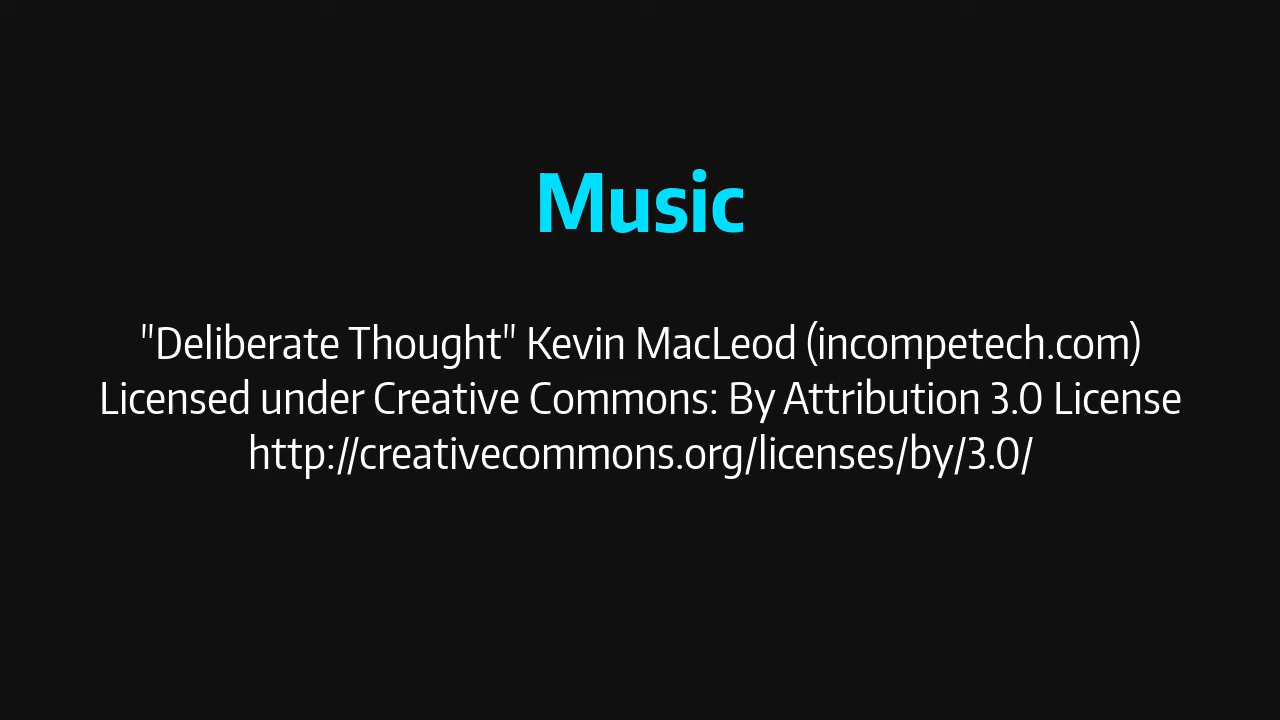 Music
"Deliberate Thought" Kevin MacLeod (incompetech.com)
Licensed under Creative Commons: By Attribution 3.0 License
http://creativecommons.org/licenses/by/3.0/